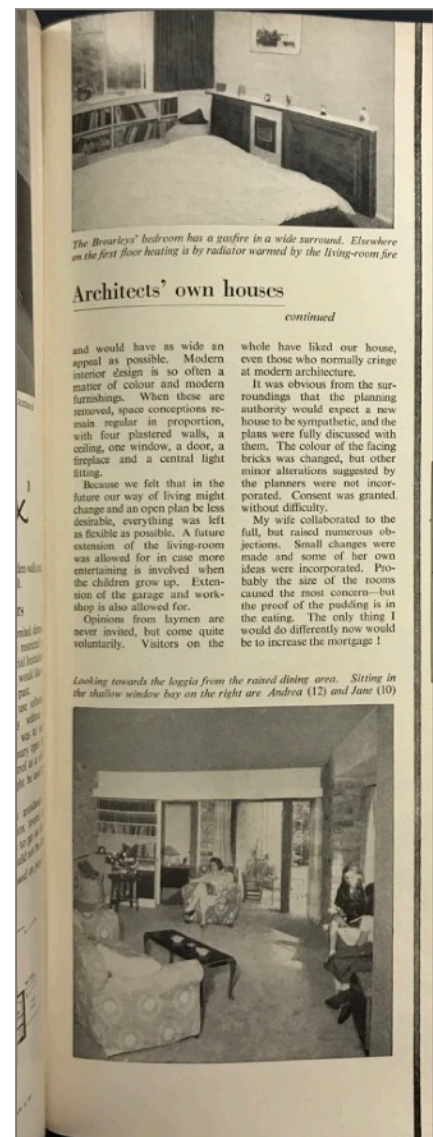 The Brearleys' bedroom has a gasfire in a wide surround. Elsewhere
on the first floor heating is by radiator warmed by the living-room fire
Architects' own houses
continued
and would have as wide an
appeal as possible. Modern
interior design is so often a
matter of colour and modern
furnishings. When these are
removed, space conceptions re-
main regular in proportion,
with four plastered walls, a
ceiling, one window, a door, a
fireplace and a central light
fitting.
Because we felt that in the
future our way of living might
change and an open plan be less
desirable, everything was left
as flexible as possible. A future
extension of the living-room
was allowed for in case more
entertaining is involved when
the children grow up. Exten-
sion of the garage and work-
shop is also allowed for.
Opinions from laymen are
never invited, but come quite
voluntarily. Visitors on the
whole have liked our house,
even those who normally cringe
at modern architecture.
It was obvious from the sur-
roundings that the planning
authority would expect a new
house to be sympathetic, and the
plans were fully discussed with
them. The colour of the facing
bricks was changed, but other
minor alterations suggested by
the planners were not incor-
porated. Consent was granted
without difficulty.
My wife collaborated to the
full, but raised numerous ob-
jections. Small changes were
made and some of her own
ideas were incorporated. Pro-
bably the size of the rooms
caused the most concern—but
the proof of the pudding is in
the eating. The only thing I
would do differently now would
be to increase the mortgage !
Looking towards the loggia from the raised dining area. Sitting in
the shallow window bay on the right are Andrea (12) and Jane (10)